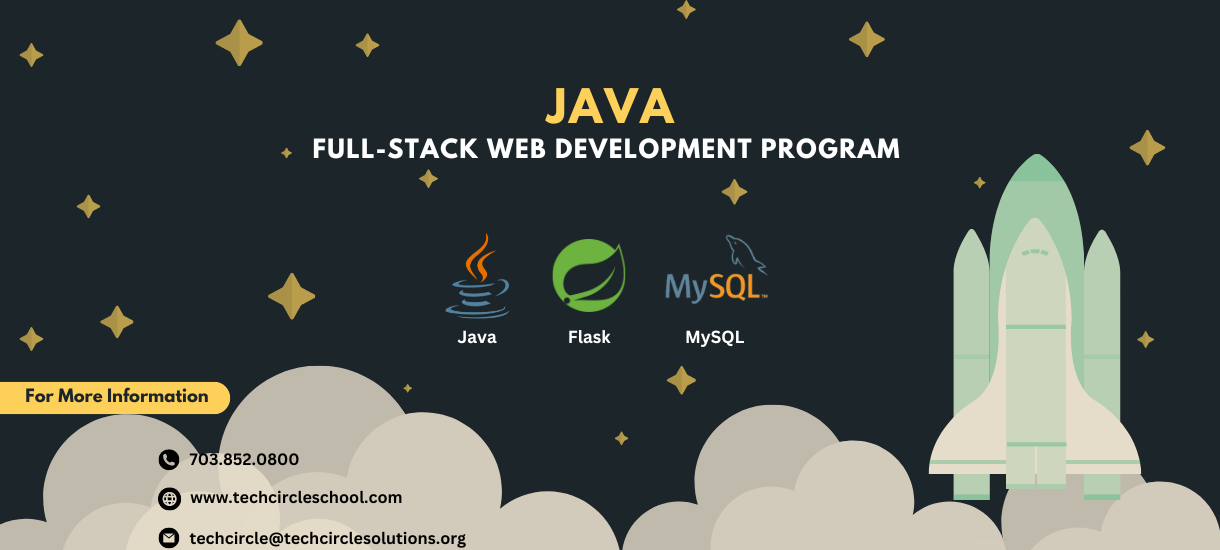 JAVA
FULL-STACK WEB DEVELOPMENT PROGRAM
MySQL™
Java Flask MySQL
For More Information
703.852.0800
www.techcircleschool.com
techcircle@techcirclesolutions.org